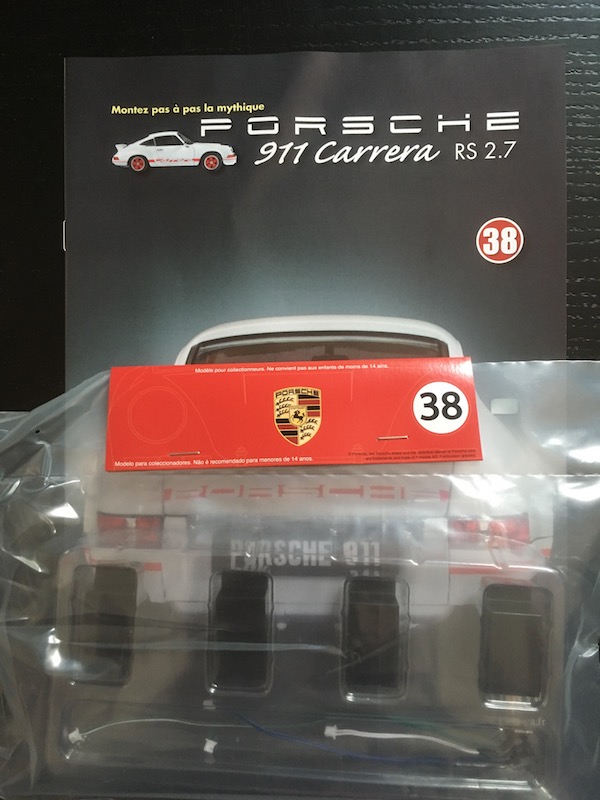 Montez pas à pas la mythique
PORSCHE
911 Carrera RS 2.7
38
Modèle pour collectionneurs. Ne convient pas aux enfants de moins de 14 ans.
PORSCHE
38
Modelo para coleccionadores. Não é recomendado para menores de 14 anos.
PORSCHE
PORSCHE 911